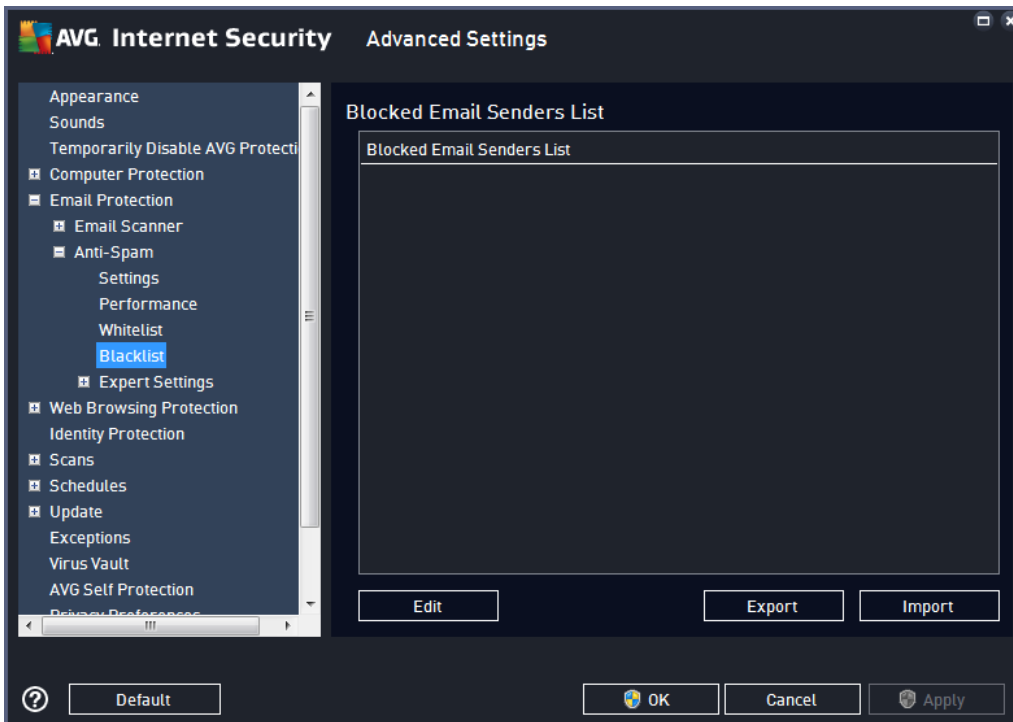 AVG. Internet Security Advanced Settings
Appearance
Sounds
Temporarily Disable AVG Protecti
Computer Protection
Email Protection
Email Scanner
Anti-Spam
Settings
Performance
Whitelist
Blacklist
Expert Settings
Web Browsing Protection
Identity Protection
Scans
Schedules
Update
Exceptions
Virus Vault
AVG Self Protection
Privacy Preferences
Blocked Email Senders List
Blocked Email Senders List
Edit
Export
Import
?
Default
OK
Cancel
Apply